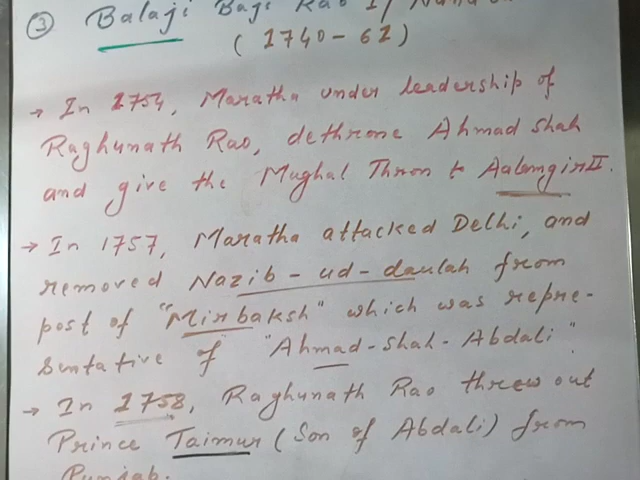 ③ Balaji Baji Rao
(1740-61)
→ In 1754, Maratha under leadership of
Raghunath Rao, dethrone Ahmad Shah
and give the Mughal Thron to Aalamgir II.
→ In 1757, Maratha attacked Delhi, and
removed Nazib-ud-daulah from
post of "Mirbaksh" which was repre-
sentative of "Ahmad-Shah-Abdali"
→ In 1758, Raghunath Rao threw out
Prince Taimur (Son of Abdali) from
Punjab.